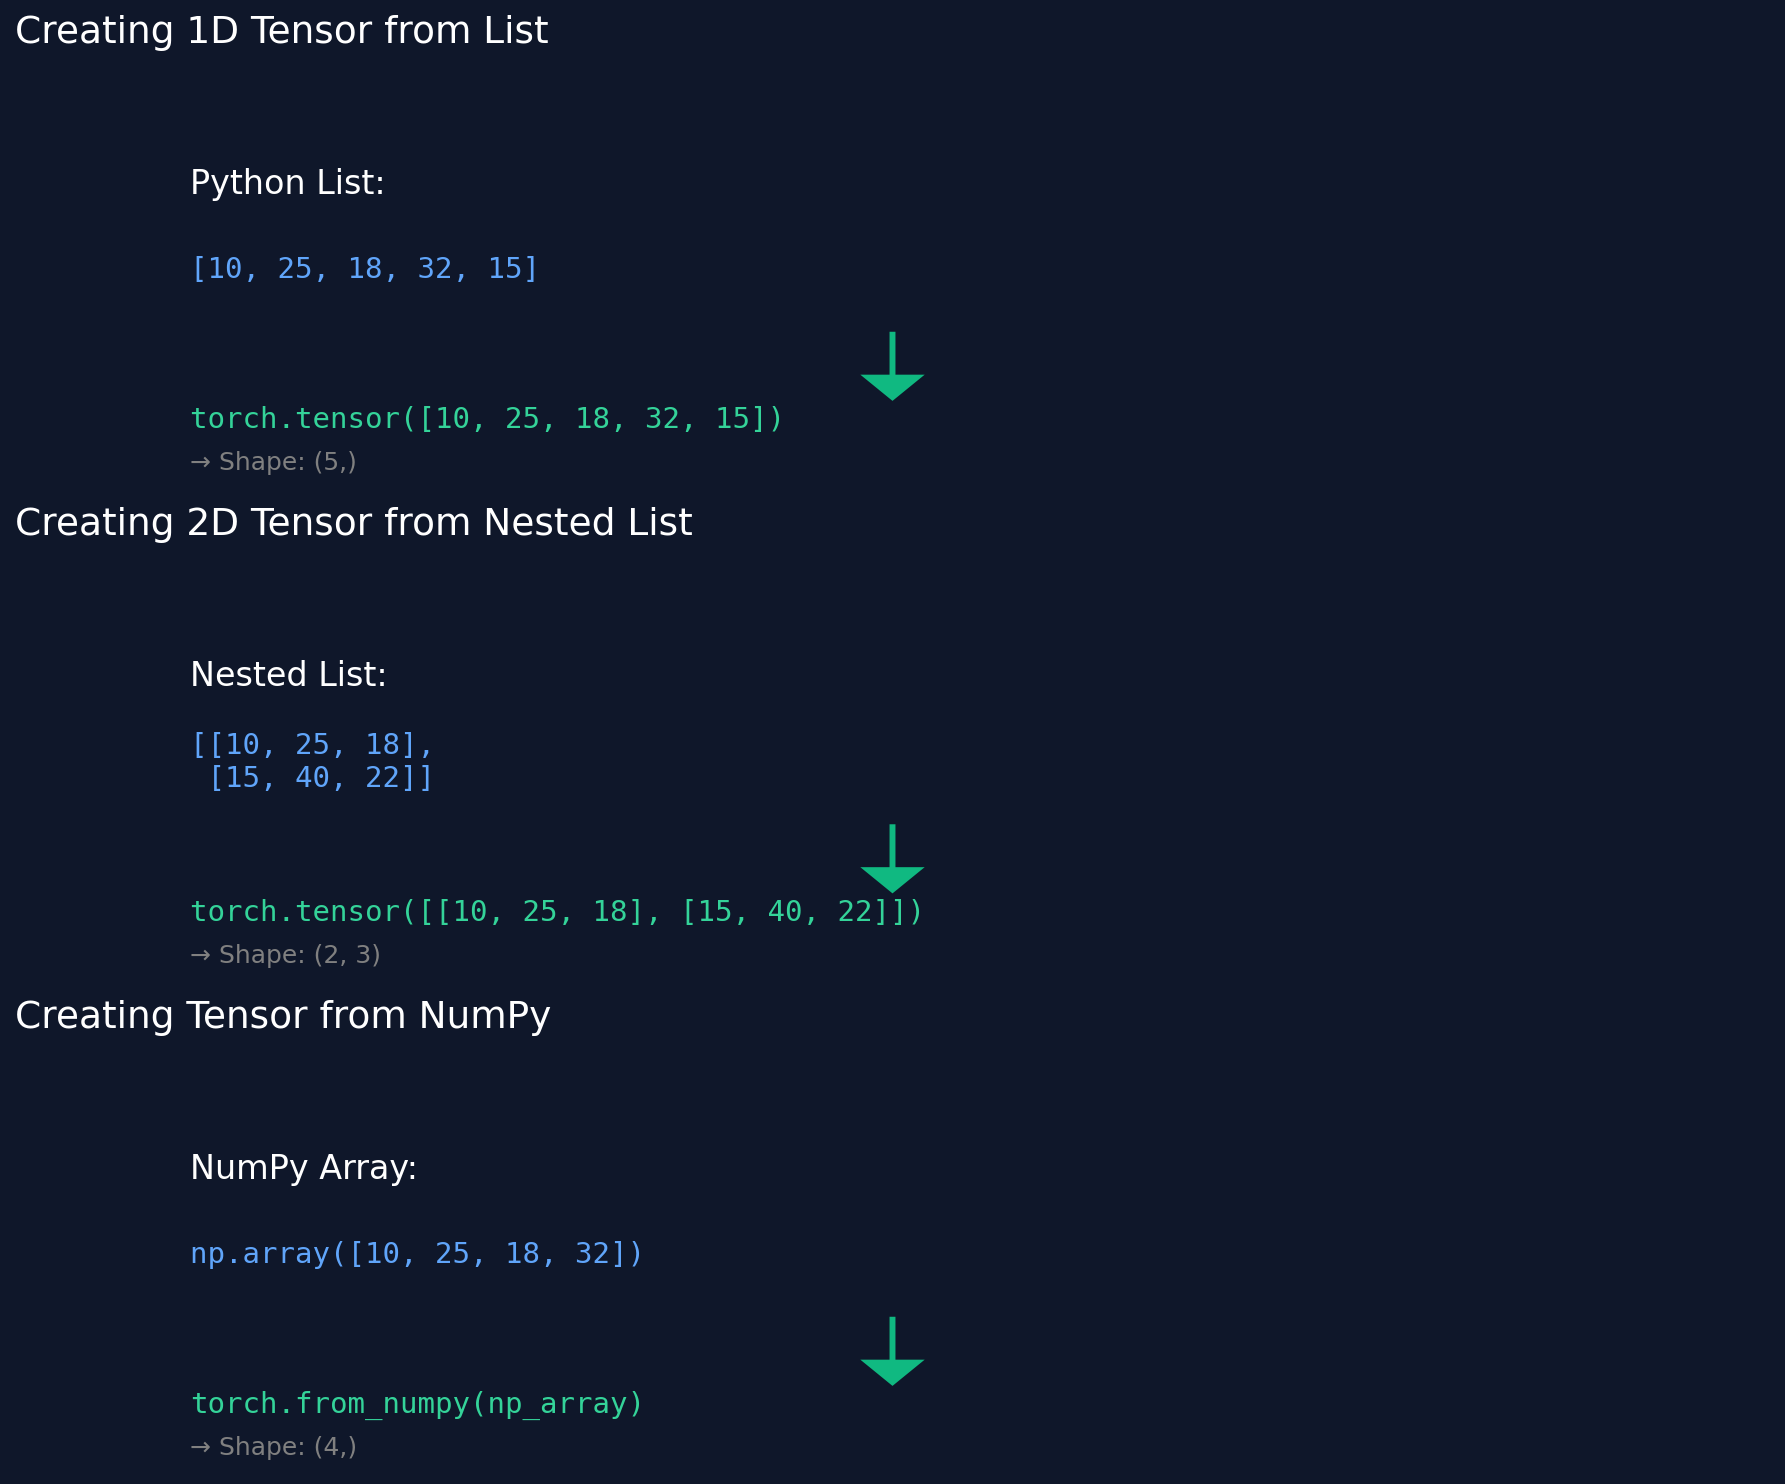 Creating 1D Tensor from List
Python List:
[10, 25, 18, 32, 15]
torch.tensor([10, 25, 18, 32, 15])
→ Shape: (5,)
Creating 2D Tensor from Nested List
Nested List:
[[10, 25, 18],
 [15, 40, 22]]
torch.tensor([[10, 25, 18], [15, 40, 22]])
→ Shape: (2, 3)
Creating Tensor from NumPy
NumPy Array:
np.array([10, 25, 18, 32])
torch.from_numpy(np_array)
→ Shape: (4,)